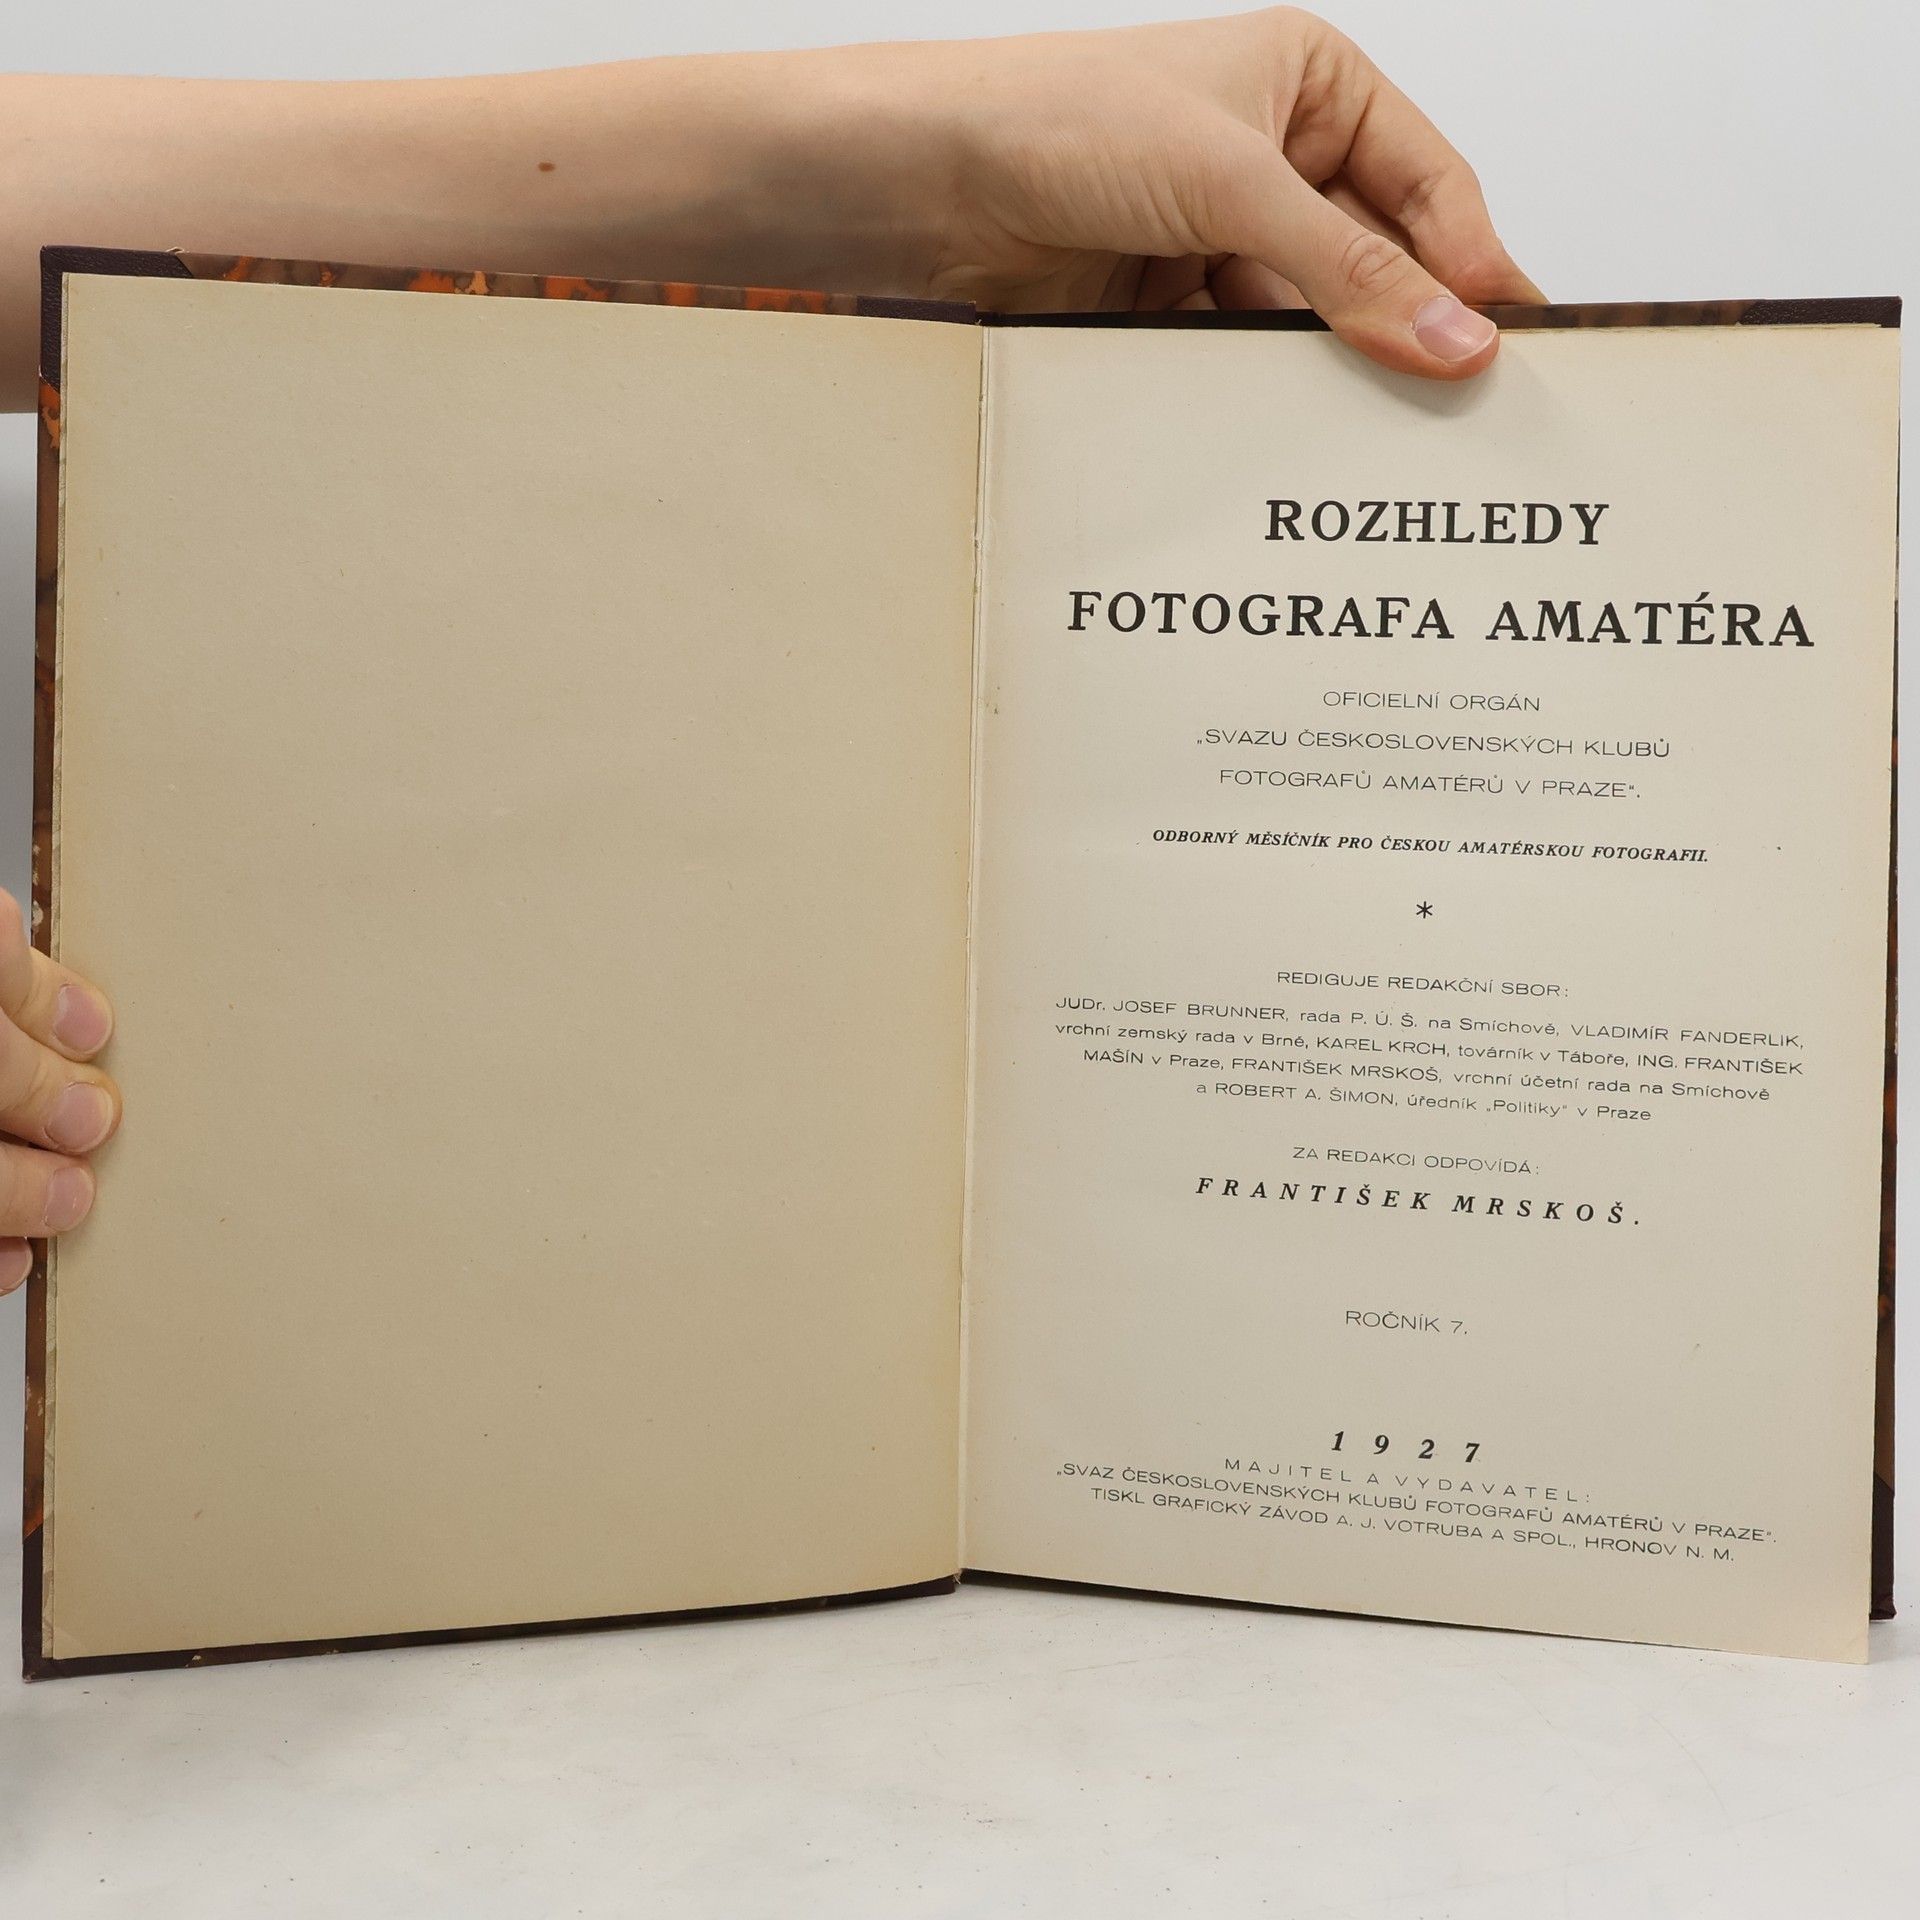 ROZHLEDY
FOTOGRAFA AMATÉRA
OFICIELNÍ ORGÁN
„SVAZU ČESKOSLOVENSKÝCH KLUBŮ
FOTOGRAFŮ AMATÉRŮ V PRAZE“.
ODBORNÝ MĚSÍČNÍK PRO ČESKOU AMATÉRSKOU FOTOGRAFII.
*
REDIGUJE REDAKČNÍ SBOR:
JUDr. JOSEF BRUNNER, rada P. Ú. Š. na Smíchově, VLADIMÍR FANDERLIK,
vrchní zemský rada v Brně, KAREL KRCH, továrník v Táboře, ING. FRANTIŠEK
MAŠÍN v Praze, FRANTIŠEK MRSKOŠ, vrchní účetní rada na Smíchově
a ROBERT A. ŠIMON, úředník „Politiky“ v Praze
ZA REDAKCI ODPOVÍDÁ:
FRANTIŠEK MRSKOŠ.
ROČNÍK 7.
1927
MAJITEL A VYDAVATEL:
„SVAZ ČESKOSLOVENSKÝCH KLUBŮ FOTOGRAFŮ AMATÉRŮ V PRAZE“.
TISKL GRAFICKÝ ZÁVOD A. J. VOTRUBA A SPOL., HRONOV N. M.